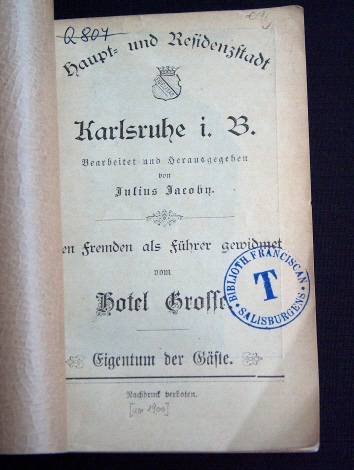 Q 807
Haupt- und Residenzstadt
Karlsruhe i. B.
Bearbeitet und Herausgegeben
von
Julius Jacoby.
en Fremden als Führer gewidmet
vom
Hotel Grosse
BIBLIOTH. FRANCISCAN
T
SALISBURGENS.
Eigentum der Gäste.
Nachdruck verboten.
[um 1900]